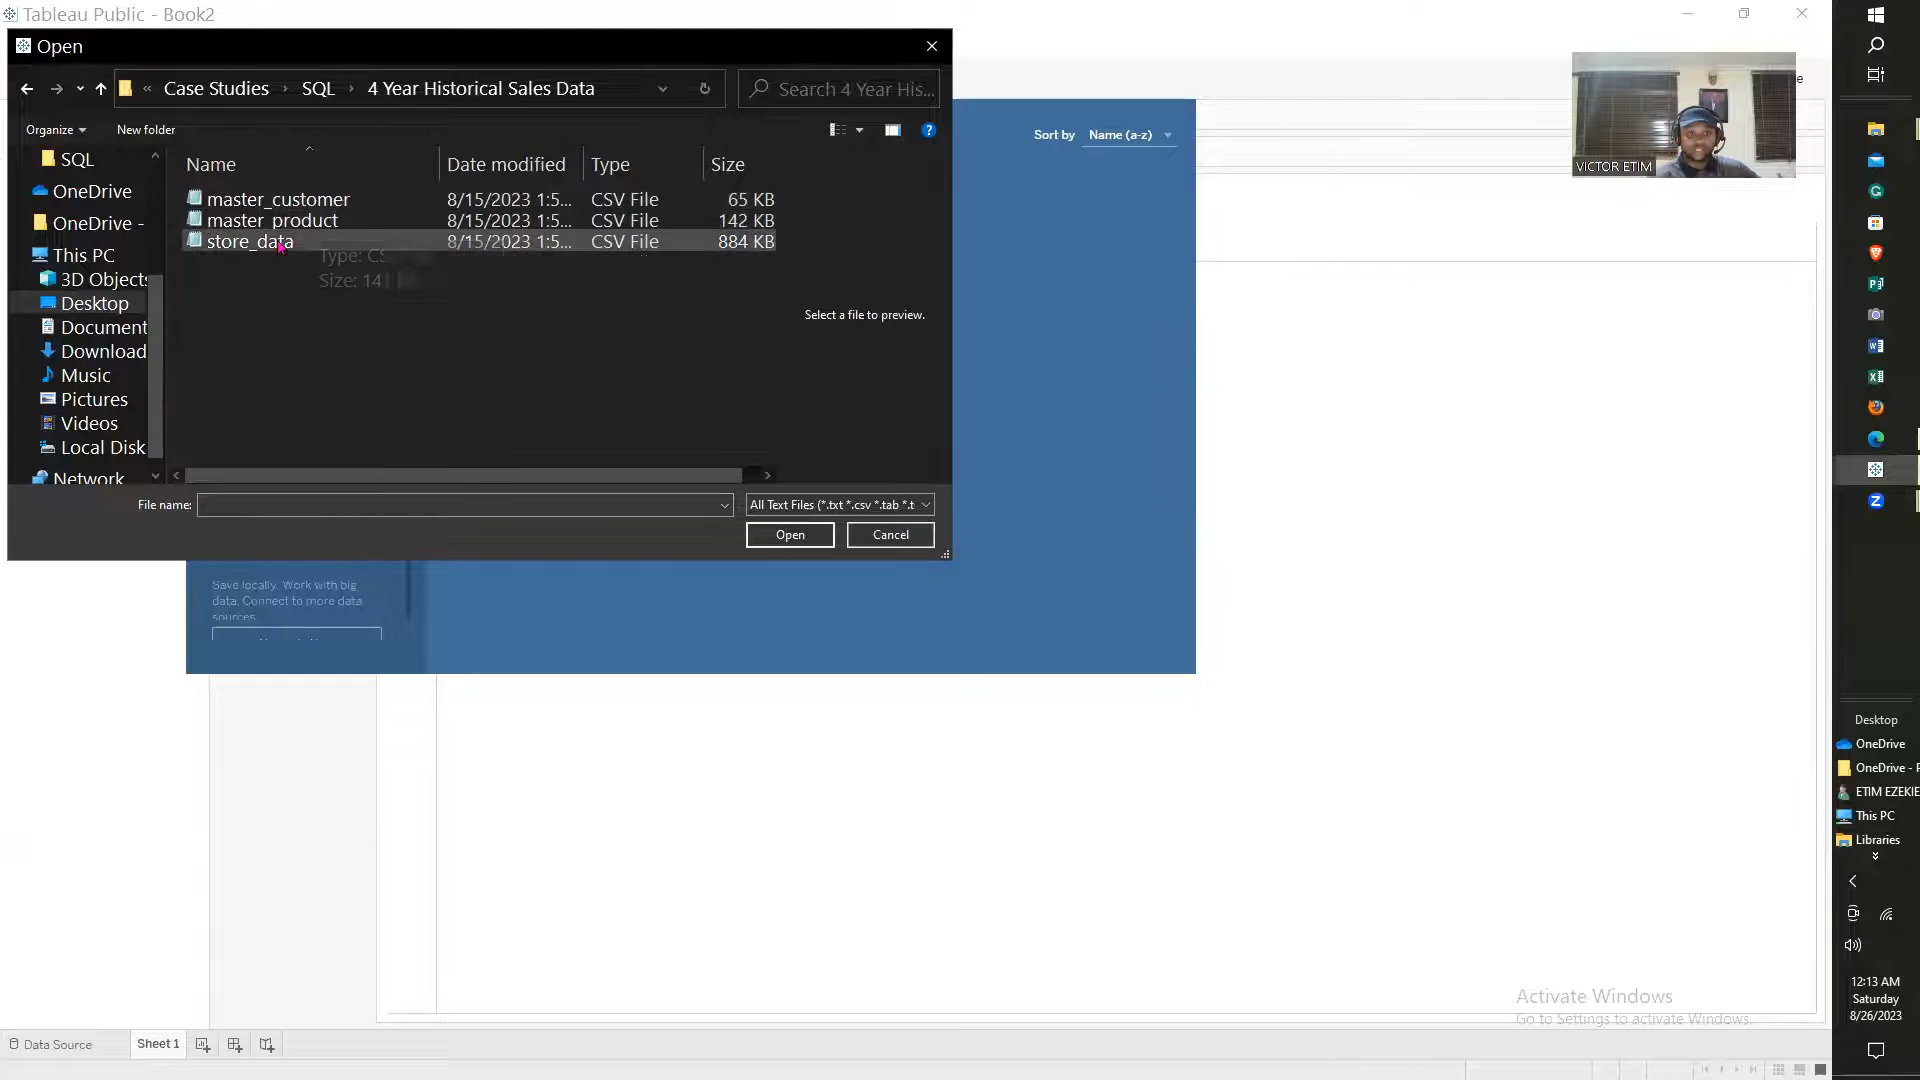 Tableau Public - Book2
Open
« Case Studies › SQL › 4 Year Historical Sales Data
Search 4 Year His...
Organize
New folder
Name
Date modified
Type
Size
master_customer 8/15/2023 1:5... CSV File 65 KB
master_product 8/15/2023 1:5... CSV File 142 KB
store_data 8/15/2023 1:5... CSV File 884 KB
SQL
OneDrive
OneDrive -
This PC
3D Objects
Desktop
Document
Download
Music
Pictures
Videos
Local Disk
Network
Select a file to preview.
File name:
All Text Files (*.txt *.csv *.tab *.t
Open
Cancel
Sort by Name (a-z)
VICTOR ETIM
Save locally. Work with big
data. Connect to more data
sources.
Activate Windows
Go to Settings to activate Windows.
Data Source
Sheet 1
Desktop
OneDrive
OneDrive - P
ETIM EZEKIE
This PC
Libraries
12:13 AM
Saturday
8/26/2023